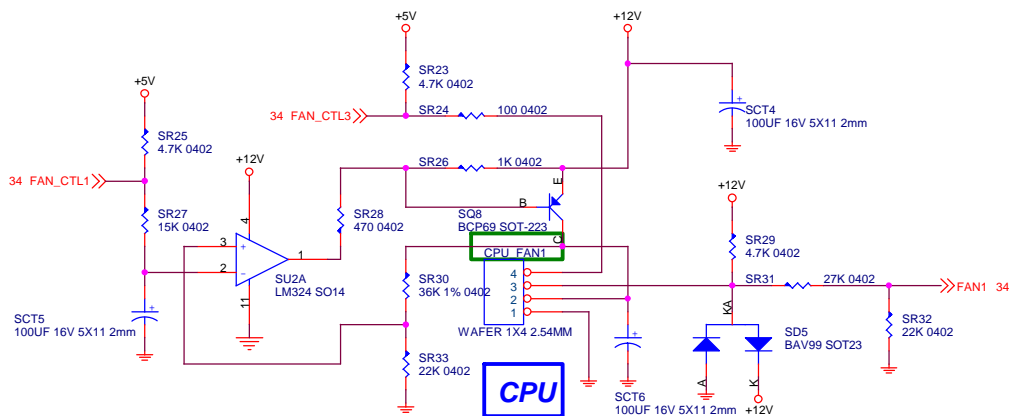 +5V
+12V
SR23
4.7K 0402
+5V
34 FAN_CTL3
SR24
100 0402
SCT4
100UF 16V 5X11 2mm
SR25
4.7K 0402
34 FAN_CTL1
+12V
SR26
1K 0402
E
+12V
SR27
15K 0402
4
B
SR28
470 0402
SQ8
BCP69 SOT-223
C
3
+
1
2
-
SU2A
LM324 SO14
11
CPU_FAN1
4
3
2
1
WAFER 1X4 2.54MM
SR29
4.7K 0402
SR30
36K 1% 0402
SR31
27K 0402
FAN1 34
SCT5
100UF 16V 5X11 2mm
KA
SR32
22K 0402
SD5
BAV99 SOT23
SR33
22K 0402
A
K
CPU
SCT6
100UF 16V 5X11 2mm
+12V